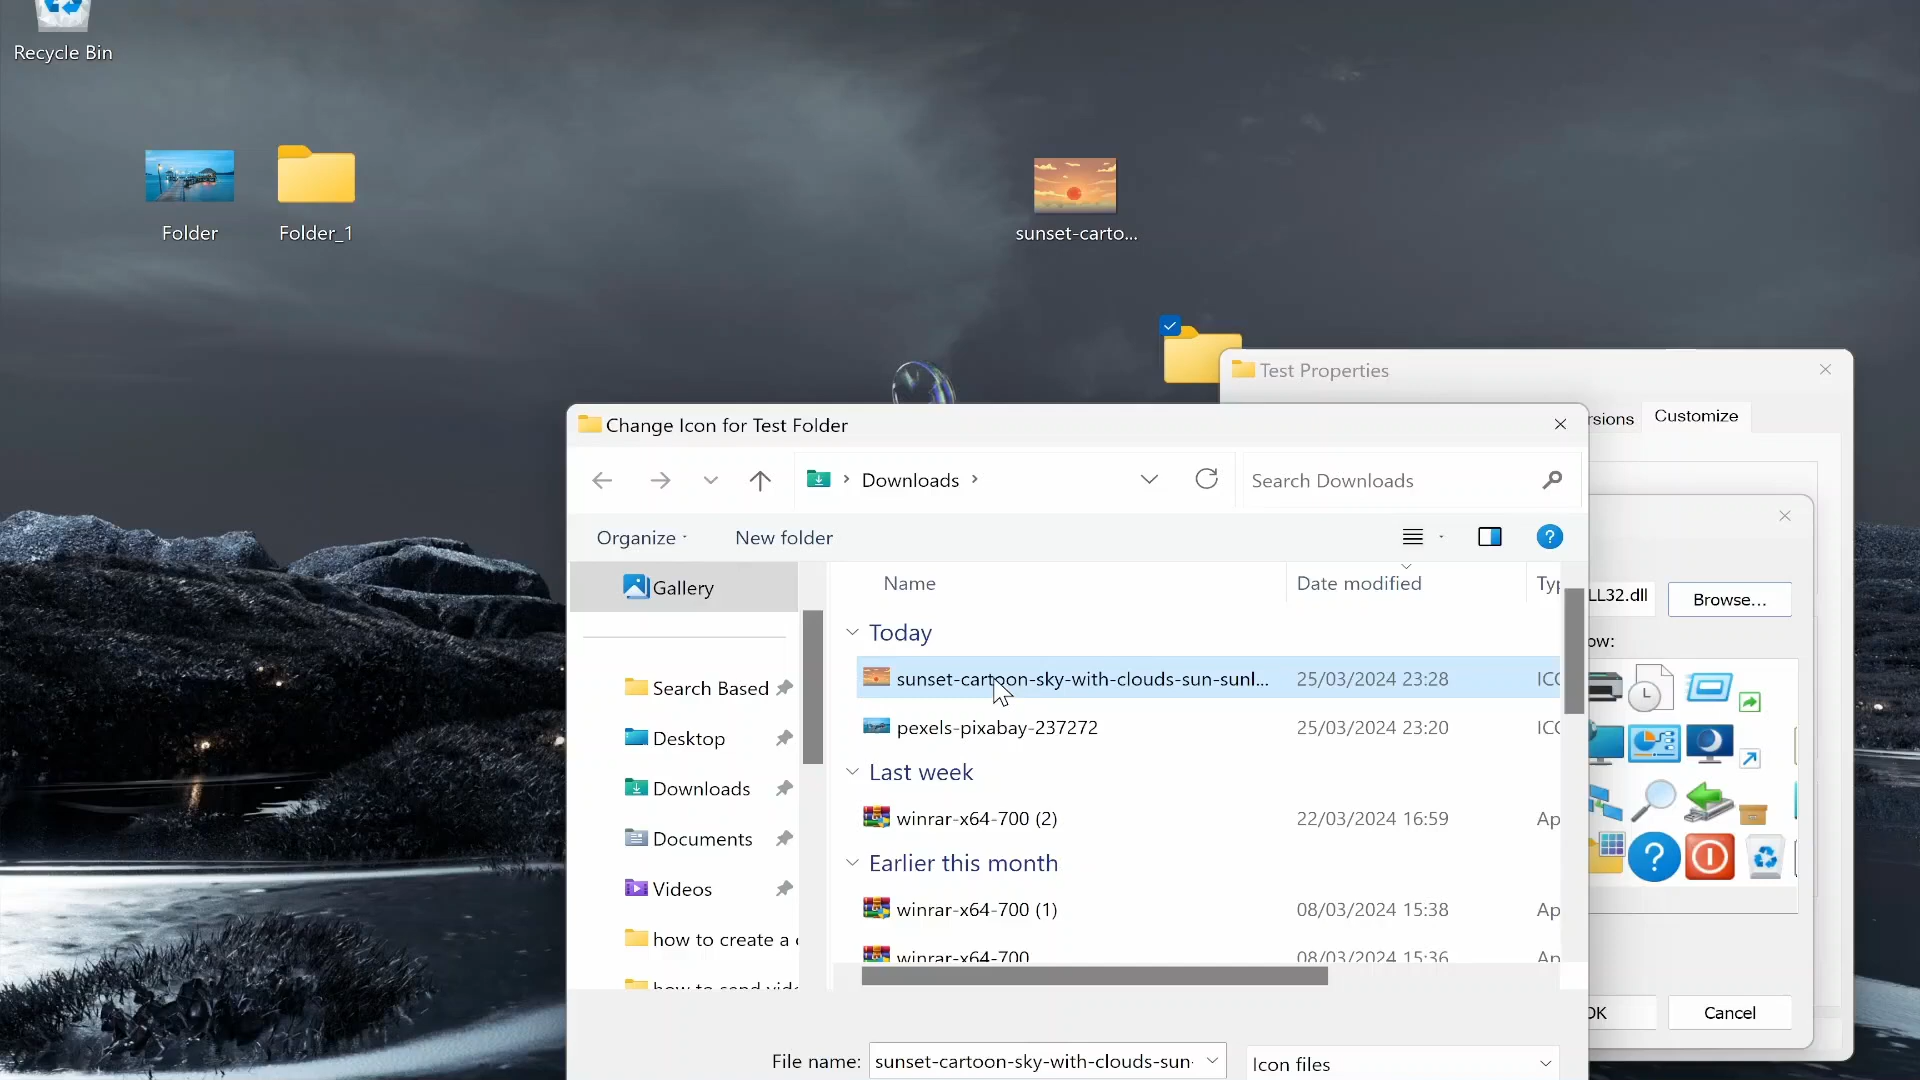 Recycle Bin
Folder
Folder_1
sunset-carto...
Test Properties
Customize
Change Icon for Test Folder
Downloads
Search Downloads
Organize
New folder
Gallery
Name
Date modified
LL32.dll
Browse...
Today
ow:
sunset-cartoon-sky-with-clouds-sun-sunl...
25/03/2024 23:28
Search Based
pexels-pixabay-237272
25/03/2024 23:20
Desktop
Last week
Downloads
winrar-x64-700 (2)
22/03/2024 16:59
Ap
Documents
Earlier this month
Videos
winrar-x64-700 (1)
08/03/2024 15:38
Ap
how to create a
winrar-x64-700
08/03/2024 15:36
Ap
OK
Cancel
File name:
sunset-cartoon-sky-with-clouds-sun-
Icon files